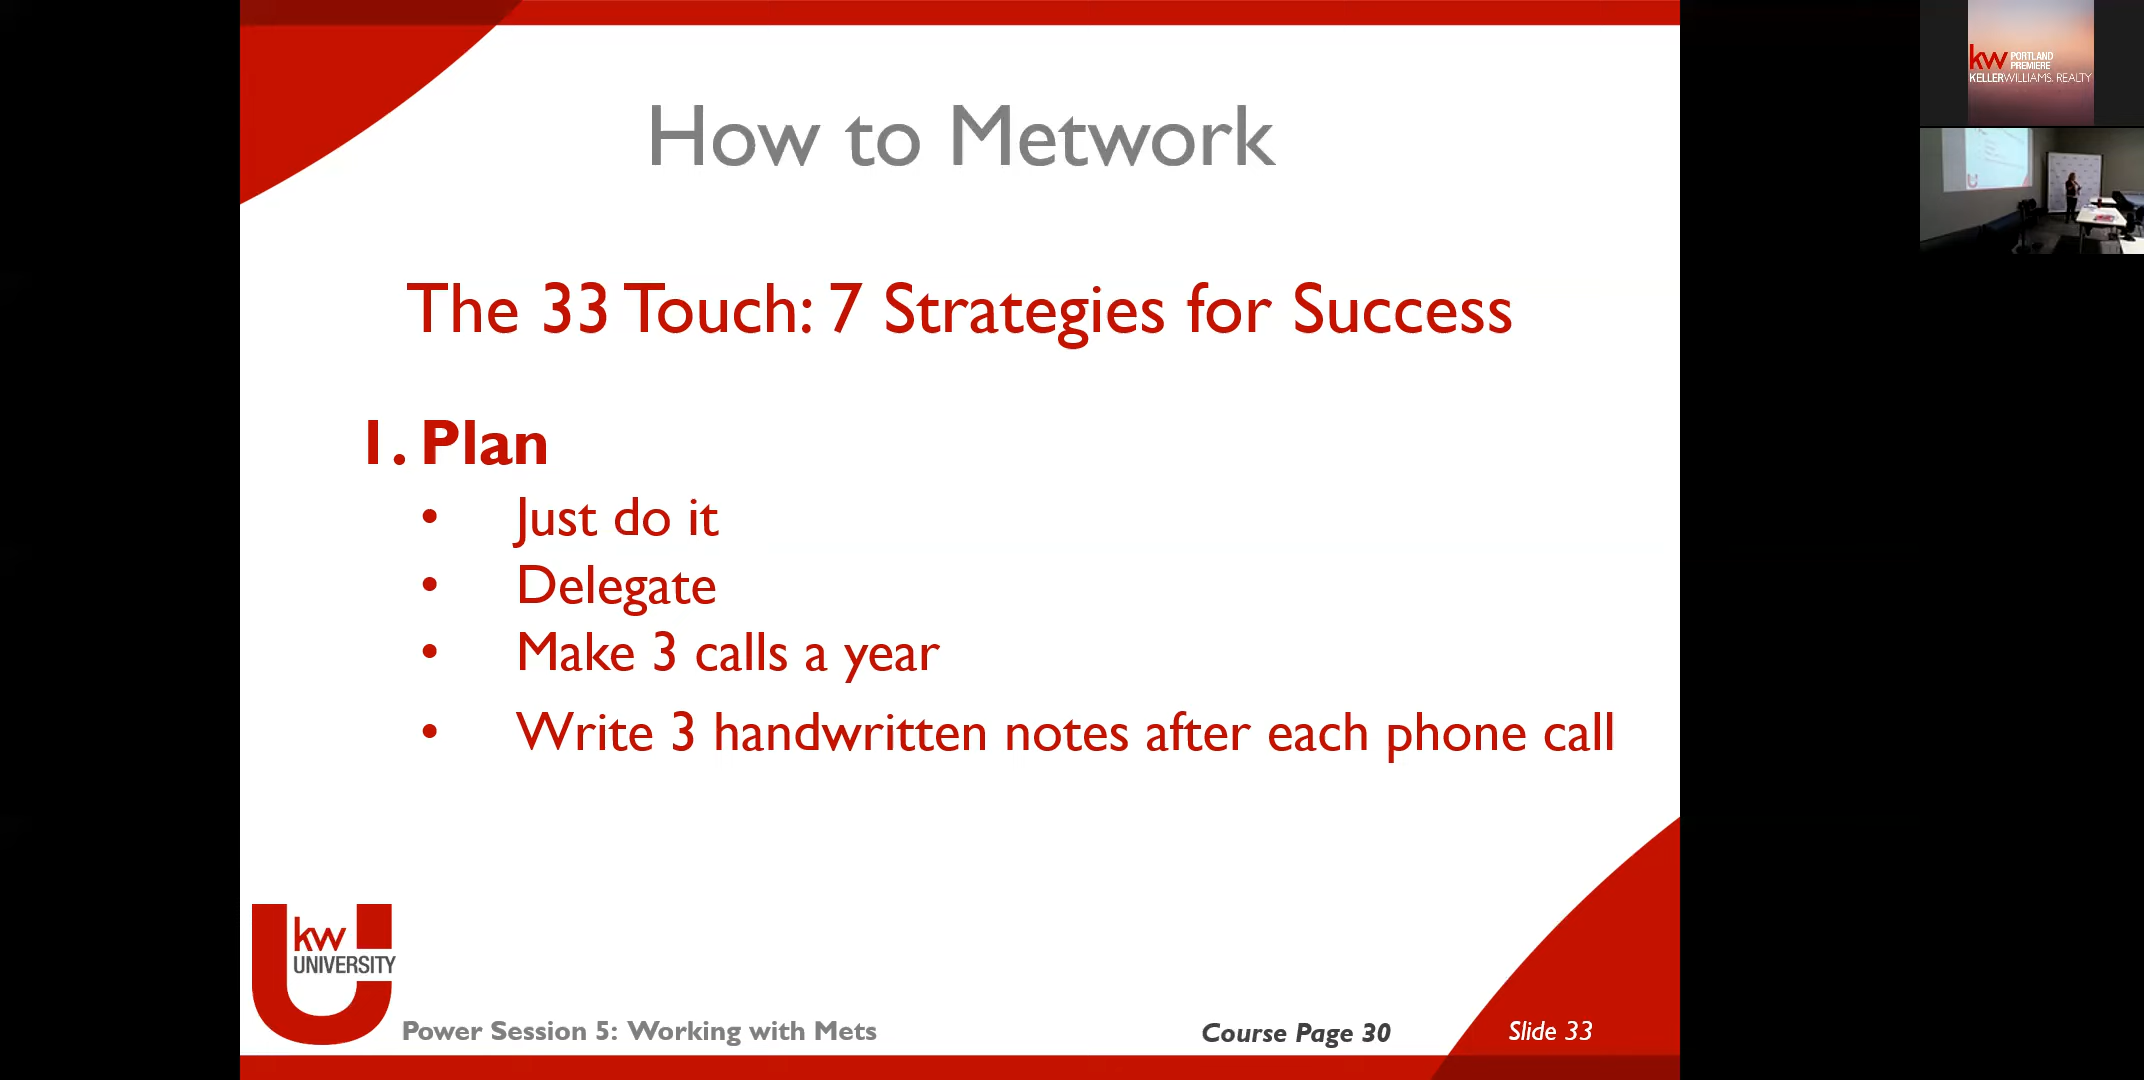 How to Metwork
The 33 Touch: 7 Strategies for Success
1. Plan
• Just do it
• Delegate
• Make 3 calls a year
• Write 3 handwritten notes after each phone call
kw
UNIVERSITY
Power Session 5: Working with Mets
Course Page 30
Slide 33
kw PORTLAND
PREMIERE
KELLERWILLIAMS. REALTY